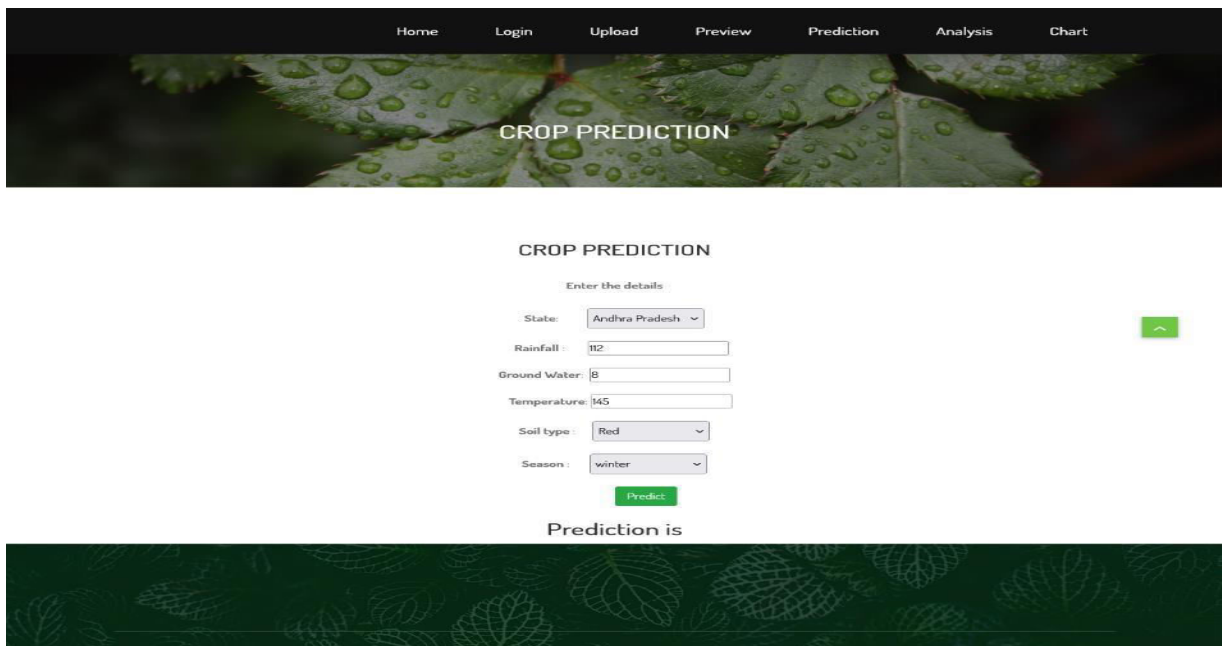 Home Login Upload Preview Prediction Analysis Chart
CROP PREDICTION
CROP PREDICTION
Enter the details
State: Andhra Pradesh
Rainfall : 112
Ground Water: 8
Temperature: 145
Soil type : Red
Season : winter
Predict
Prediction is